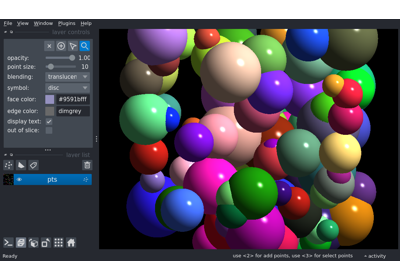 File View Window Plugins Help
layer controls
opacity: 1.00
point size: 10
blending: translucen
symbol: disc
face color: #9591bfff
edge color: dimgrey
display text:
out of slice:
layer list
pts
Ready use <2> for add points, use <3> for select points activity